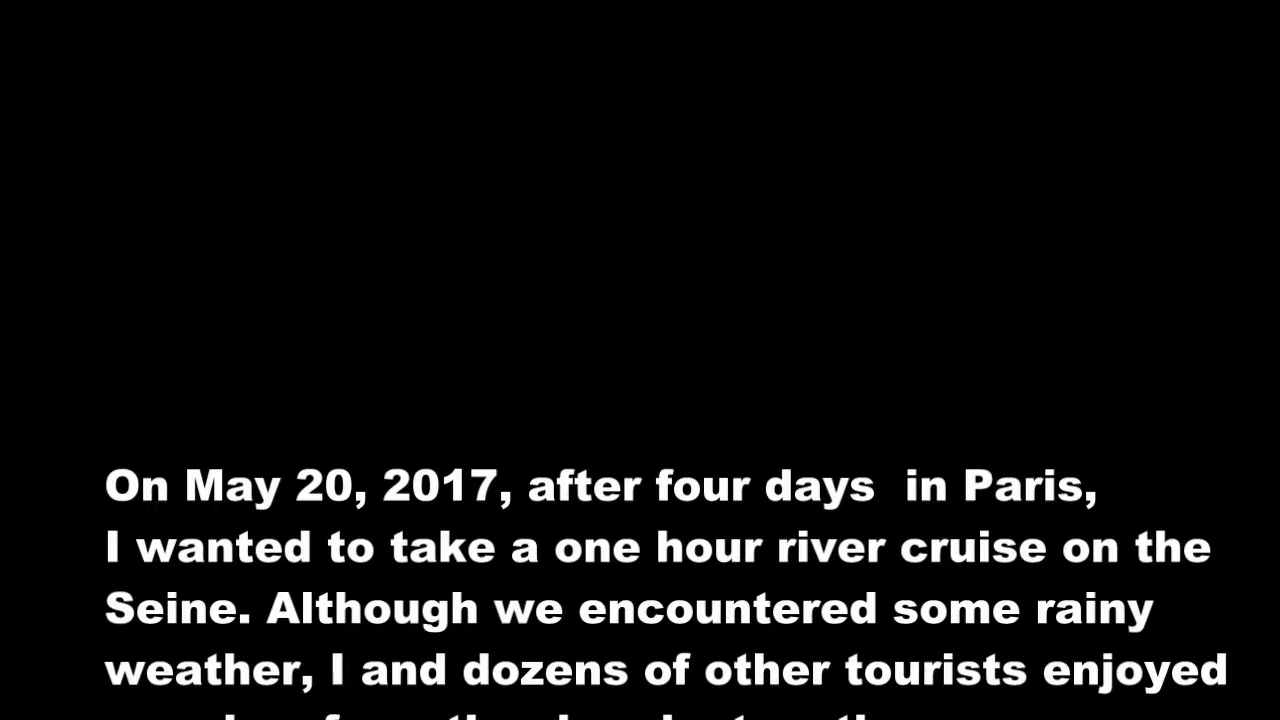 On May 20, 2017, after four days  in Paris,
I wanted to take a one hour river cruise on the
Seine. Although we encountered some rainy
weather, I and dozens of other tourists enjoyed